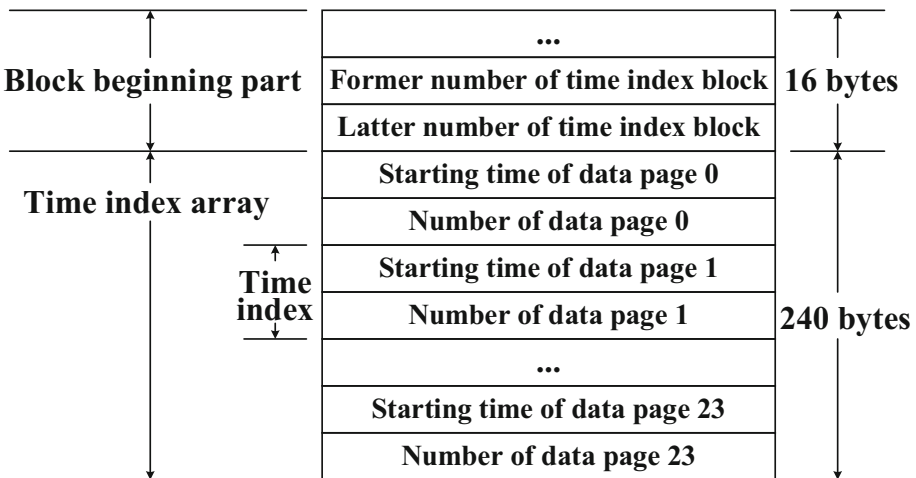 ...
Block beginning part
Former number of time index block
16 bytes
Latter number of time index block
Starting time of data page 0
Time index array
Number of data page 0
Starting time of data page 1
Time
index
Number of data page 1
240 bytes
...
Starting time of data page 23
Number of data page 23